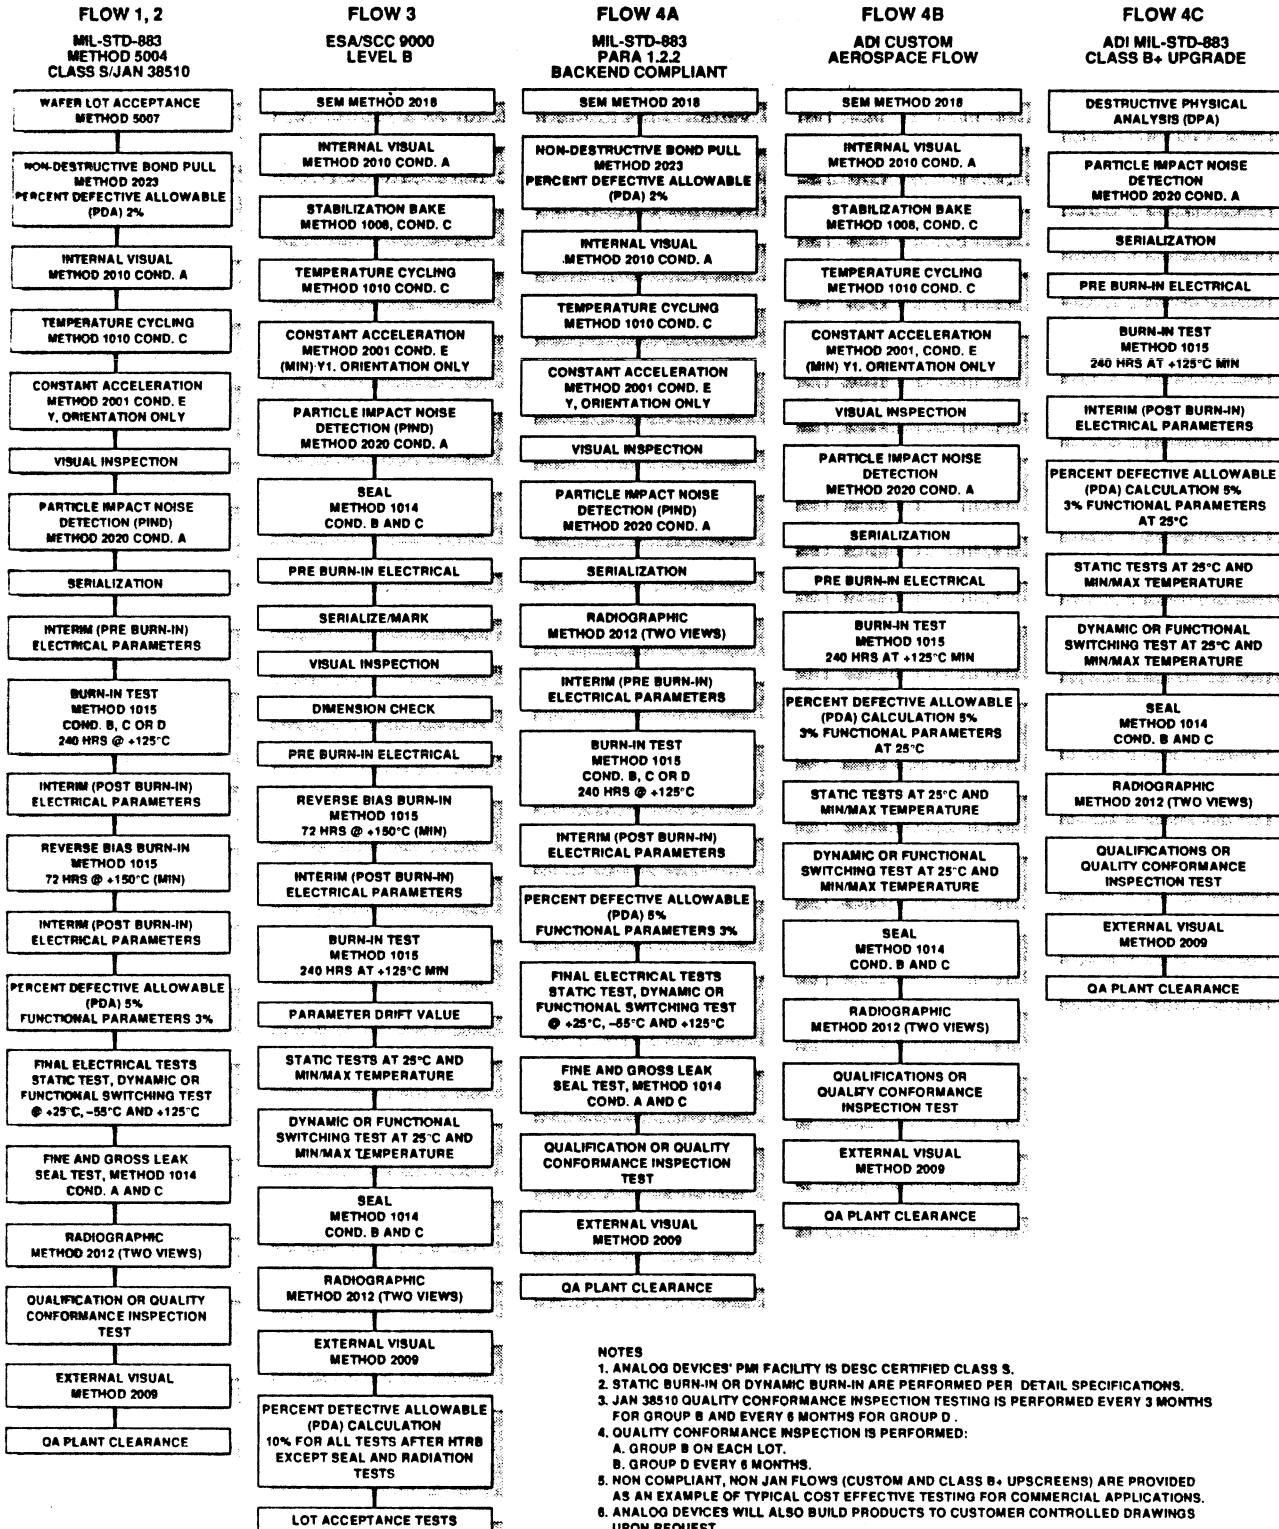 FLOW 1, 2
MIL-STD-883
METHOD 5004
CLASS S/JAN 38510
WAFER LOT ACCEPTANCE
METHOD 5007
NON-DESTRUCTIVE BOND PULL
METHOD 2023
PERCENT DEFECTIVE ALLOWABLE
(PDA) 2%
INTERNAL VISUAL
METHOD 2010 COND. A
TEMPERATURE CYCLING
METHOD 1010 COND. C
CONSTANT ACCELERATION
METHOD 2001 COND. E
Y, ORIENTATION ONLY
VISUAL INSPECTION
PARTICLE IMPACT NOISE
DETECTION (PIND)
METHOD 2020 COND. A
SERIALIZATION
INTERIM (PRE BURN-IN)
ELECTRICAL PARAMETERS
BURN-IN TEST
METHOD 1015
COND. B, C OR D
240 HRS @ +125°C
INTERIM (POST BURN-IN)
ELECTRICAL PARAMETERS
REVERSE BIAS BURN-IN
METHOD 1015
72 HRS @ +150°C (MIN)
INTERIM (POST BURN-IN)
ELECTRICAL PARAMETERS
PERCENT DEFECTIVE ALLOWABLE
(PDA) 5%
FUNCTIONAL PARAMETERS 3%
FINAL ELECTRICAL TESTS
STATIC TEST, DYNAMIC OR
FUNCTIONAL SWITCHING TEST
@ +25°C, -55°C AND +125°C
FINE AND GROSS LEAK
SEAL TEST, METHOD 1014
COND. A AND C
RADIOGRAPHIC
METHOD 2012 (TWO VIEWS)
QUALIFICATION OR QUALITY
CONFORMANCE INSPECTION
TEST
EXTERNAL VISUAL
METHOD 2009
QA PLANT CLEARANCE
FLOW 3
ESA/SCC 9000
LEVEL B
SEM METHOD 2018
INTERNAL VISUAL
METHOD 2010 COND. A
STABILIZATION BAKE
METHOD 1008, COND. C
TEMPERATURE CYCLING
METHOD 1010 COND. C
CONSTANT ACCELERATION
METHOD 2001 COND. E
(MIN) Y1. ORIENTATION ONLY
PARTICLE IMPACT NOISE
DETECTION (PIND)
METHOD 2020 COND. A
SEAL
METHOD 1014
COND. B AND C
PRE BURN-IN ELECTRICAL
SERIALIZE/MARK
VISUAL INSPECTION
DIMENSION CHECK
PRE BURN-IN ELECTRICAL
REVERSE BIAS BURN-IN
METHOD 1015
72 HRS @ +150°C (MIN)
INTERIM (POST BURN-IN)
ELECTRICAL PARAMETERS
BURN-IN TEST
METHOD 1015
240 HRS AT +125°C MIN
PARAMETER DRIFT VALUE
STATIC TESTS AT 25°C AND
MIN/MAX TEMPERATURE
DYNAMIC OR FUNCTIONAL
SWITCHING TEST AT 25°C AND
MIN/MAX TEMPERATURE
SEAL
METHOD 1014
COND. B AND C
RADIOGRAPHIC
METHOD 2012 (TWO VIEWS)
EXTERNAL VISUAL
METHOD 2009
PERCENT DETECTIVE ALLOWABLE
(PDA) CALCULATION
10% FOR ALL TESTS AFTER HTRB
EXCEPT SEAL AND RADIATION
TESTS
LOT ACCEPTANCE TESTS
FLOW 4A
MIL-STD-883
PARA 1.2.2
BACKEND COMPLIANT
SEM METHOD 2018
NON-DESTRUCTIVE BOND PULL
METHOD 2023
PERCENT DEFECTIVE ALLOWABLE
(PDA) 2%
INTERNAL VISUAL
METHOD 2010 COND. A
TEMPERATURE CYCLING
METHOD 1010 COND. C
CONSTANT ACCELERATION
METHOD 2001 COND. E
Y, ORIENTATION ONLY
VISUAL INSPECTION
PARTICLE IMPACT NOISE
DETECTION (PIND)
METHOD 2020 COND. A
SERIALIZATION
RADIOGRAPHIC
METHOD 2012 (TWO VIEWS)
INTERIM (PRE BURN-IN)
ELECTRICAL PARAMETERS
BURN-IN TEST
METHOD 1015
COND. B, C OR D
240 HRS @ +125°C
INTERIM (POST BURN-IN)
ELECTRICAL PARAMETERS
PERCENT DEFECTIVE ALLOWABLE
(PDA) 5%
FUNCTIONAL PARAMETERS 3%
FINAL ELECTRICAL TESTS
STATIC TEST, DYNAMIC OR
FUNCTIONAL SWITCHING TEST
@ +25°C, -55°C AND +125°C
FINE AND GROSS LEAK
SEAL TEST, METHOD 1014
COND. A AND C
QUALIFICATION OR QUALITY
CONFORMANCE INSPECTION
TEST
EXTERNAL VISUAL
METHOD 2009
QA PLANT CLEARANCE
FLOW 4B
ADI CUSTOM
AEROSPACE FLOW
SEM METHOD 2018
INTERNAL VISUAL
METHOD 2010 COND. A
STABILIZATION BAKE
METHOD 1008, COND. C
TEMPERATURE CYCLING
METHOD 1010 COND. C
CONSTANT ACCELERATION
METHOD 2001, COND. E
(MIN) Y1. ORIENTATION ONLY
VISUAL INSPECTION
PARTICLE IMPACT NOISE
DETECTION
METHOD 2020 COND. A
SERIALIZATION
PRE BURN-IN ELECTRICAL
BURN-IN TEST
METHOD 1015
240 HRS AT +125°C MIN
PERCENT DEFECTIVE ALLOWABLE
(PDA) CALCULATION 5%
3% FUNCTIONAL PARAMETERS
AT 25°C
STATIC TESTS AT 25°C AND
MIN/MAX TEMPERATURE
DYNAMIC OR FUNCTIONAL
SWITCHING TEST AT 25°C AND
MIN/MAX TEMPERATURE
SEAL
METHOD 1014
COND. B AND C
RADIOGRAPHIC
METHOD 2012 (TWO VIEWS)
QUALIFICATIONS OR
QUALITY CONFORMANCE
INSPECTION TEST
EXTERNAL VISUAL
METHOD 2009
QA PLANT CLEARANCE
FLOW 4C
ADI MIL-STD-883
CLASS B+ UPGRADE
DESTRUCTIVE PHYSICAL
ANALYSIS (DPA)
PARTICLE IMPACT NOISE
DETECTION
METHOD 2020 COND. A
SERIALIZATION
PRE BURN-IN ELECTRICAL
BURN-IN TEST
METHOD 1015
240 HRS AT +125°C MIN
INTERIM (POST BURN-IN)
ELECTRICAL PARAMETERS
PERCENT DEFECTIVE ALLOWABLE
(PDA) CALCULATION 5%
3% FUNCTIONAL PARAMETERS
AT 25°C
STATIC TESTS AT 25°C AND
MIN/MAX TEMPERATURE
DYNAMIC OR FUNCTIONAL
SWITCHING TEST AT 25°C AND
MIN/MAX TEMPERATURE
SEAL
METHOD 1014
COND. B AND C
RADIOGRAPHIC
METHOD 2012 (TWO VIEWS)
QUALIFICATIONS OR
QUALITY CONFORMANCE
INSPECTION TEST
EXTERNAL VISUAL
METHOD 2009
QA PLANT CLEARANCE
NOTES
1. ANALOG DEVICES' PMI FACILITY IS DESC CERTIFIED CLASS S.
2. STATIC BURN-IN OR DYNAMIC BURN-IN ARE PERFORMED PER DETAIL SPECIFICATIONS.
3. JAN 38510 QUALITY CONFORMANCE INSPECTION TESTING IS PERFORMED EVERY 3 MONTHS
FOR GROUP B AND EVERY 6 MONTHS FOR GROUP D.
4. QUALITY CONFORMANCE INSPECTION IS PERFORMED:
A. GROUP B ON EACH LOT.
B. GROUP D EVERY 6 MONTHS.
5. NON COMPLIANT, NON JAN FLOWS (CUSTOM AND CLASS B+ UPSCREENS) ARE PROVIDED
AS AN EXAMPLE OF TYPICAL COST EFFECTIVE TESTING FOR COMMERCIAL APPLICATIONS.
6. ANALOG DEVICES WILL ALSO BUILD PRODUCTS TO CUSTOMER CONTROLLED DRAWINGS
UPON REQUEST